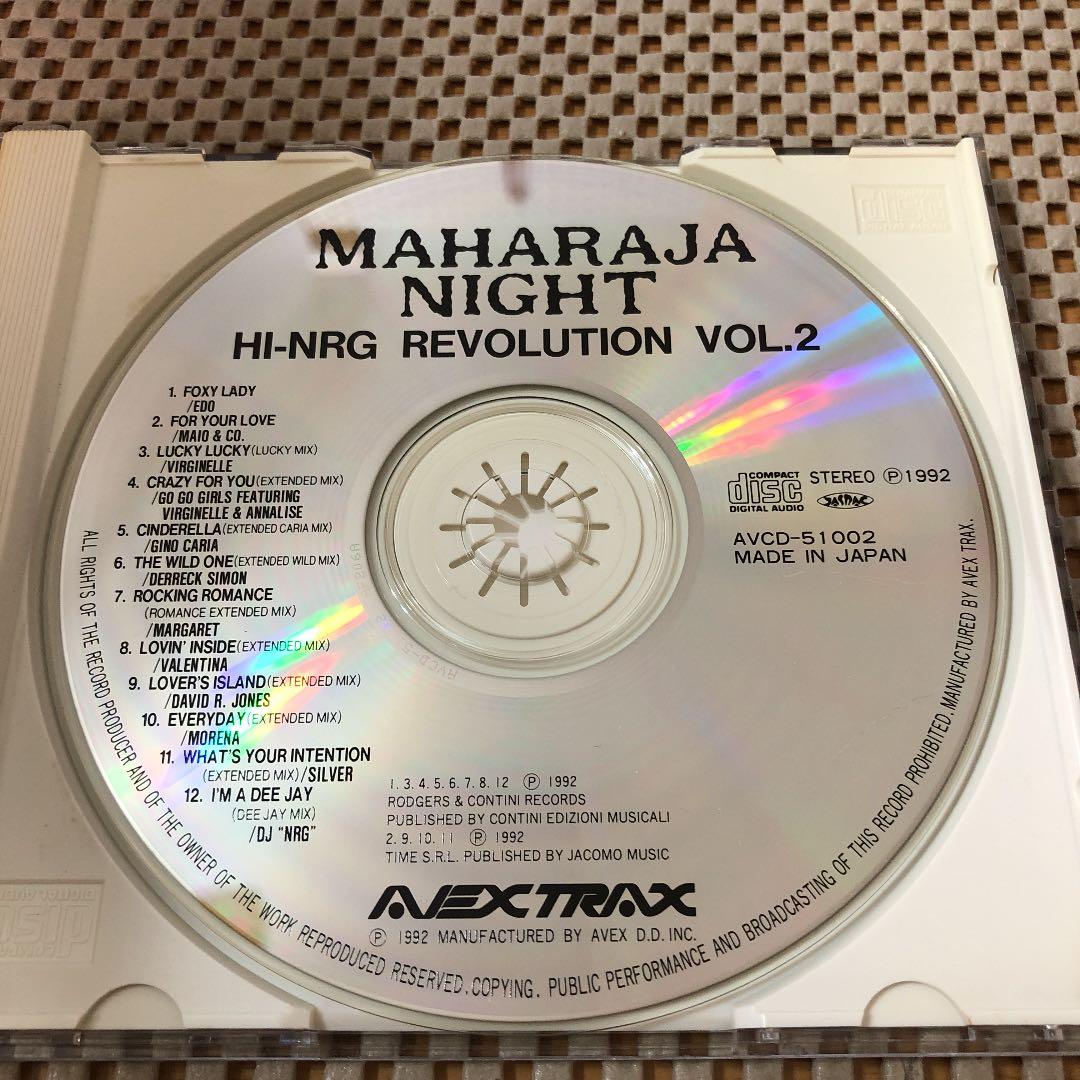 MAHARAJA
NIGHT
HI-NRG REVOLUTION VOL.2
1. FOXY LADY
/EDO
2. FOR YOUR LOVE
/MAIO & CO.
3. LUCKY LUCKY(LUCKY MIX)
/VIRGINELLE
4. CRAZY FOR YOU(EXTENDED MIX)
/GO GO GIRLS FEATURING
VIRGINELLE & ANNALISE
5. CINDERELLA(EXTENDED CARIA MIX)
/GINO CARIA
6. THE WILD ONE(EXTENDED WILD MIX)
/DERRECK SIMON
7. ROCKING ROMANCE
(ROMANCE EXTENDED MIX)
/MARGARET
8. LOVIN' INSIDE(EXTENDED MIX)
/VALENTINA
9. LOVER'S ISLAND(EXTENDED MIX)
/DAVID R. JONES
10. EVERYDAY(EXTENDED MIX)
/MORENA
11. WHAT'S YOUR INTENTION
(EXTENDED MIX)/SILVER
12. I'M A DEE JAY
(DEE JAY MIX)
/DJ "NRG"
COMPACT
disc
DIGITAL AUDIO
STEREO Ⓟ1992
JASRAC
AVCD-51002
MADE IN JAPAN
1.3.4.5.6.7.8.12 Ⓟ 1992
RODGERS & CONTINI RECORDS
PUBLISHED BY CONTINI EDIZIONI MUSICALI
2.9.10.11 Ⓟ 1992
TIME S.R.L. PUBLISHED BY JACOMO MUSIC
AVEX TRAX
Ⓟ 1992 MANUFACTURED BY AVEX D.D. INC.
ALL RIGHTS OF THE RECORD PRODUCER AND OF THE OWNER OF THE WORK REPRODUCED RESERVED.COPYING. PUBLIC PERFORMANCE AND BROADCASTING OF THIS RECORD PROHIBITED. MANUFACTURED BY AVEX TRAX.
COMPACT
disc
DIGITAL AUDIO